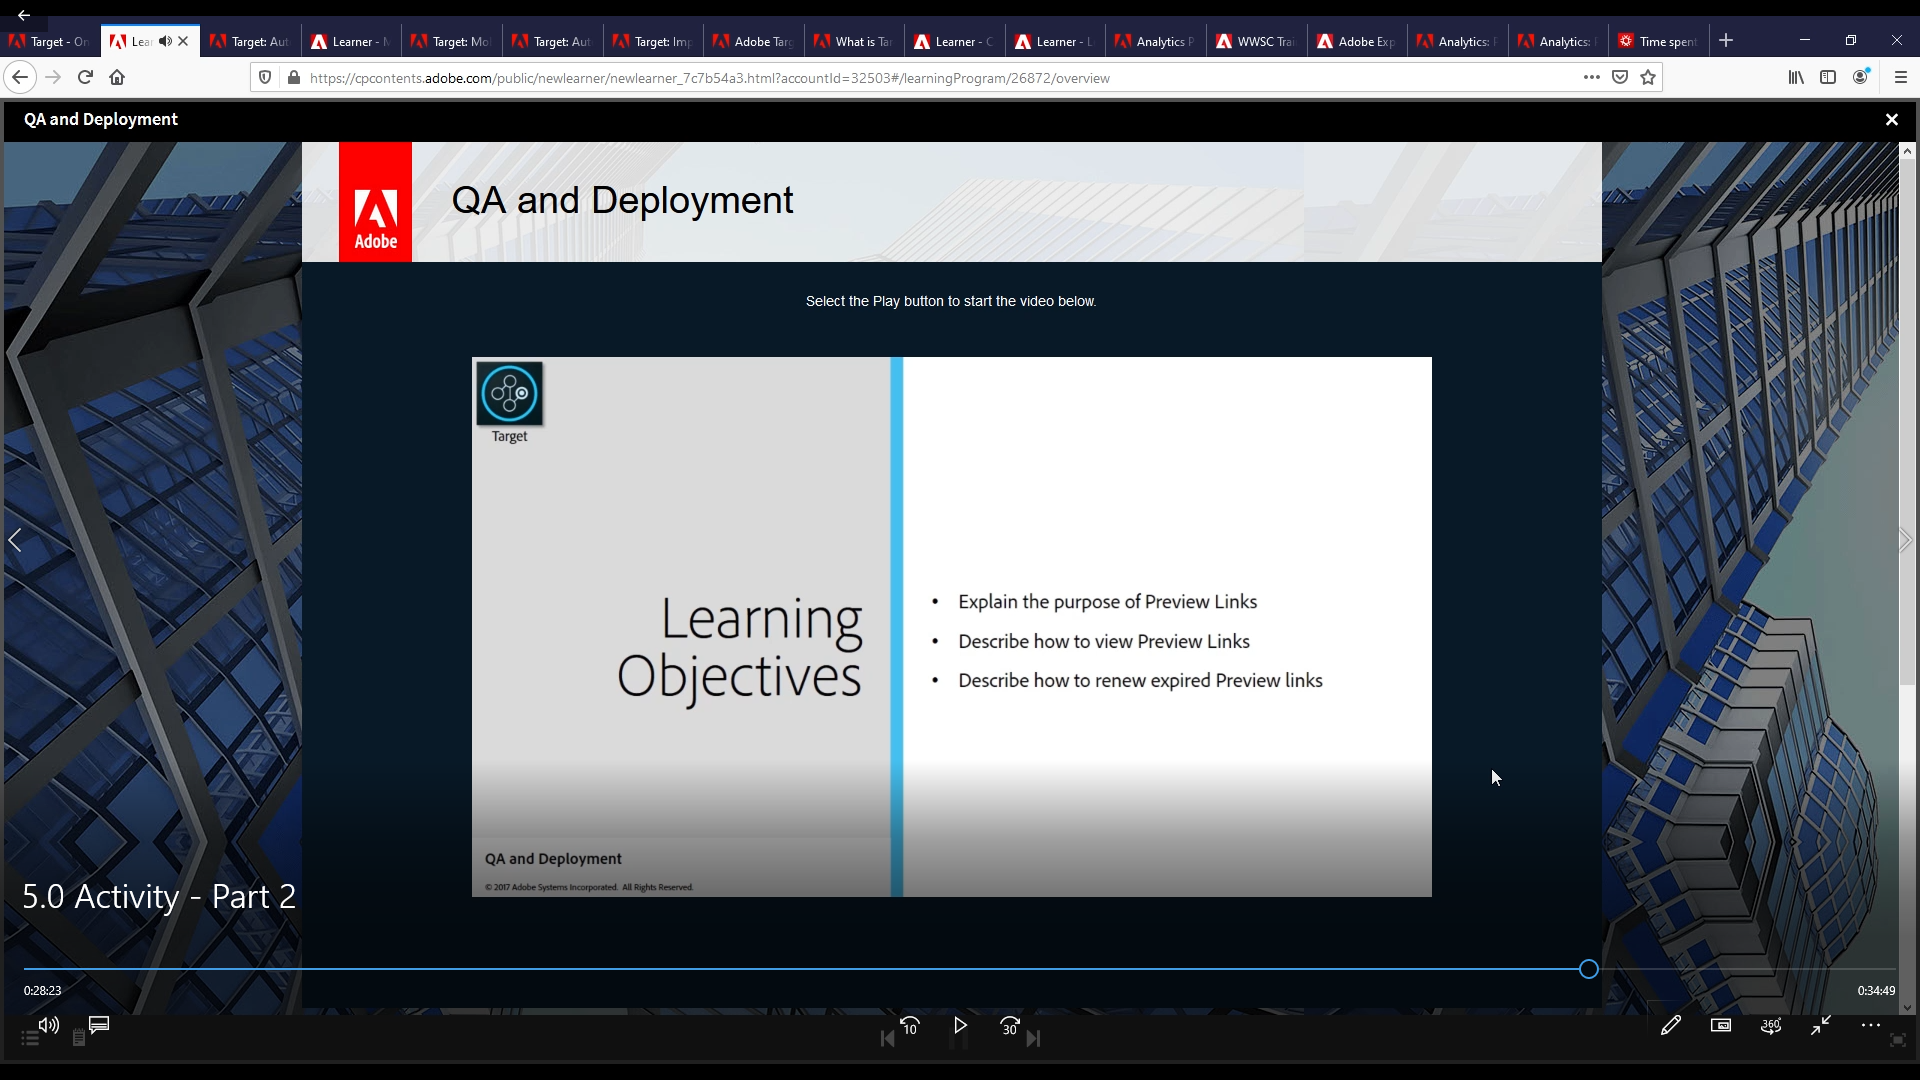 Target - On
Lear
Target: Aut
Learner - M
Target: Mo
Target: Aut
Target: Imp
Adobe Targ
What is Tar
Learner - C
Learner - L
Analytics P
WWSC Trai
Adobe Exp
Analytics: F
Analytics:
Time spent
https://cpcontents.adobe.com/public/newlearner/newlearner_7c7b54a3.html?accountId=32503#/learningProgram/26872/overview
QA and Deployment
Adobe
QA and Deployment
Select the Play button to start the video below.
Target
Learning
Objectives
• Explain the purpose of Preview Links
• Describe how to view Preview Links
• Describe how to renew expired Preview links
QA and Deployment
© 2017 Adobe Systems Incorporated. All Rights Reserved.
5.0 Activity - Part 2
0:28:23
0:34:49
10
30
360°